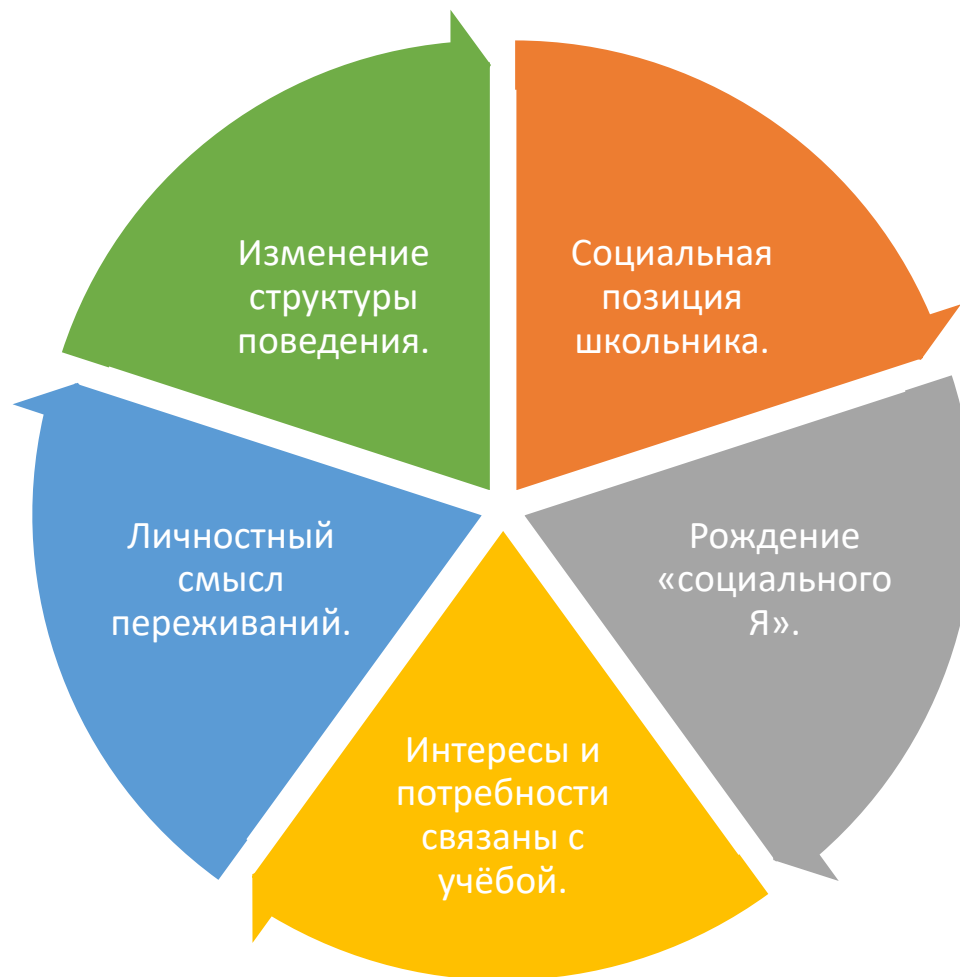 Изменение
структуры
поведения.
Социальная
позиция
школьника.
Личностный
смысл
переживаний.
Рождение
«социального
Я».
Интересы и
потребности
связаны с
учёбой.